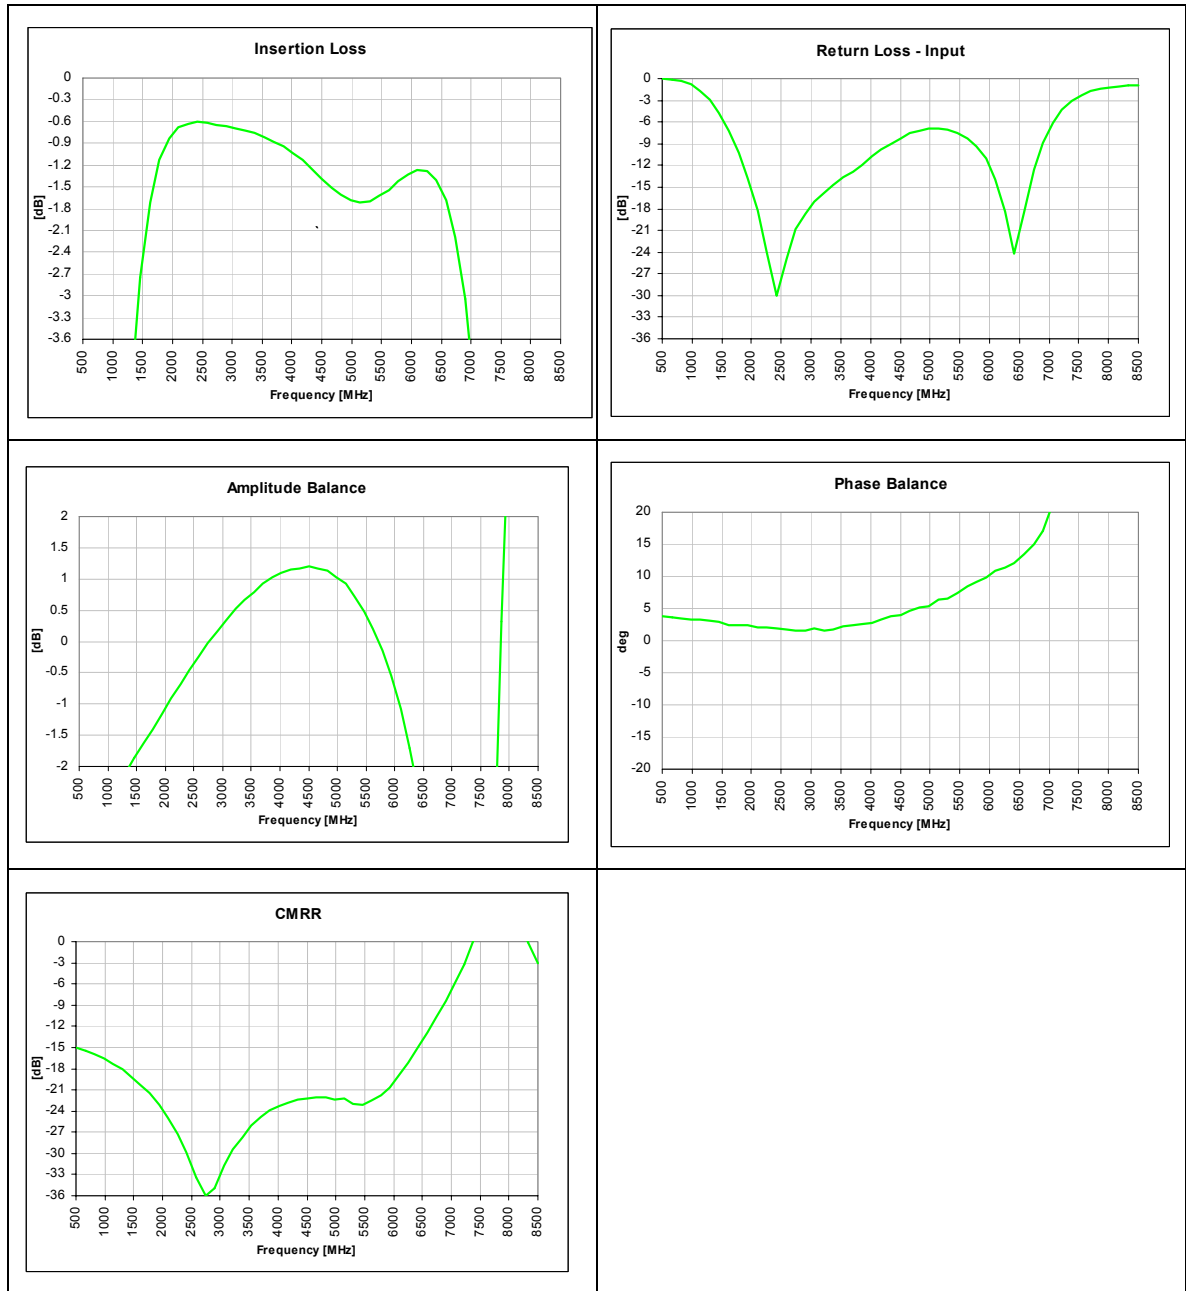 Insertion Loss
0
-0.3
-0.6
-0.9
-1.2
-1.5
-1.8
-2.1
-2.4
-2.7
-3
-3.3
-3.6
[dB]
500 1000 1500 2000 2500 3000 3500 4000 4500 5000 5500 6000 6500 7000 7500 8000 8500
Frequency [MHz]
Return Loss - Input
0
-3
-6
-9
-12
-15
-18
-21
-24
-27
-30
-33
-36
[dB]
500 1000 1500 2000 2500 3000 3500 4000 4500 5000 5500 6000 6500 7000 7500 8000 8500
Frequency [MHz]
Amplitude Balance
2
1.5
1
0.5
0
-0.5
-1
-1.5
-2
[dB]
500 1000 1500 2000 2500 3000 3500 4000 4500 5000 5500 6000 6500 7000 7500 8000 8500
Frequency [MHz]
Phase Balance
20
15
10
5
0
-5
-10
-15
-20
deg
500 1000 1500 2000 2500 3000 3500 4000 4500 5000 5500 6000 6500 7000 7500 8000 8500
Frequency [MHz]
CMRR
0
-3
-6
-9
-12
-15
-18
-21
-24
-27
-30
-33
-36
[dB]
500 1000 1500 2000 2500 3000 3500 4000 4500 5000 5500 6000 6500 7000 7500 8000 8500
Frequency [MHz]